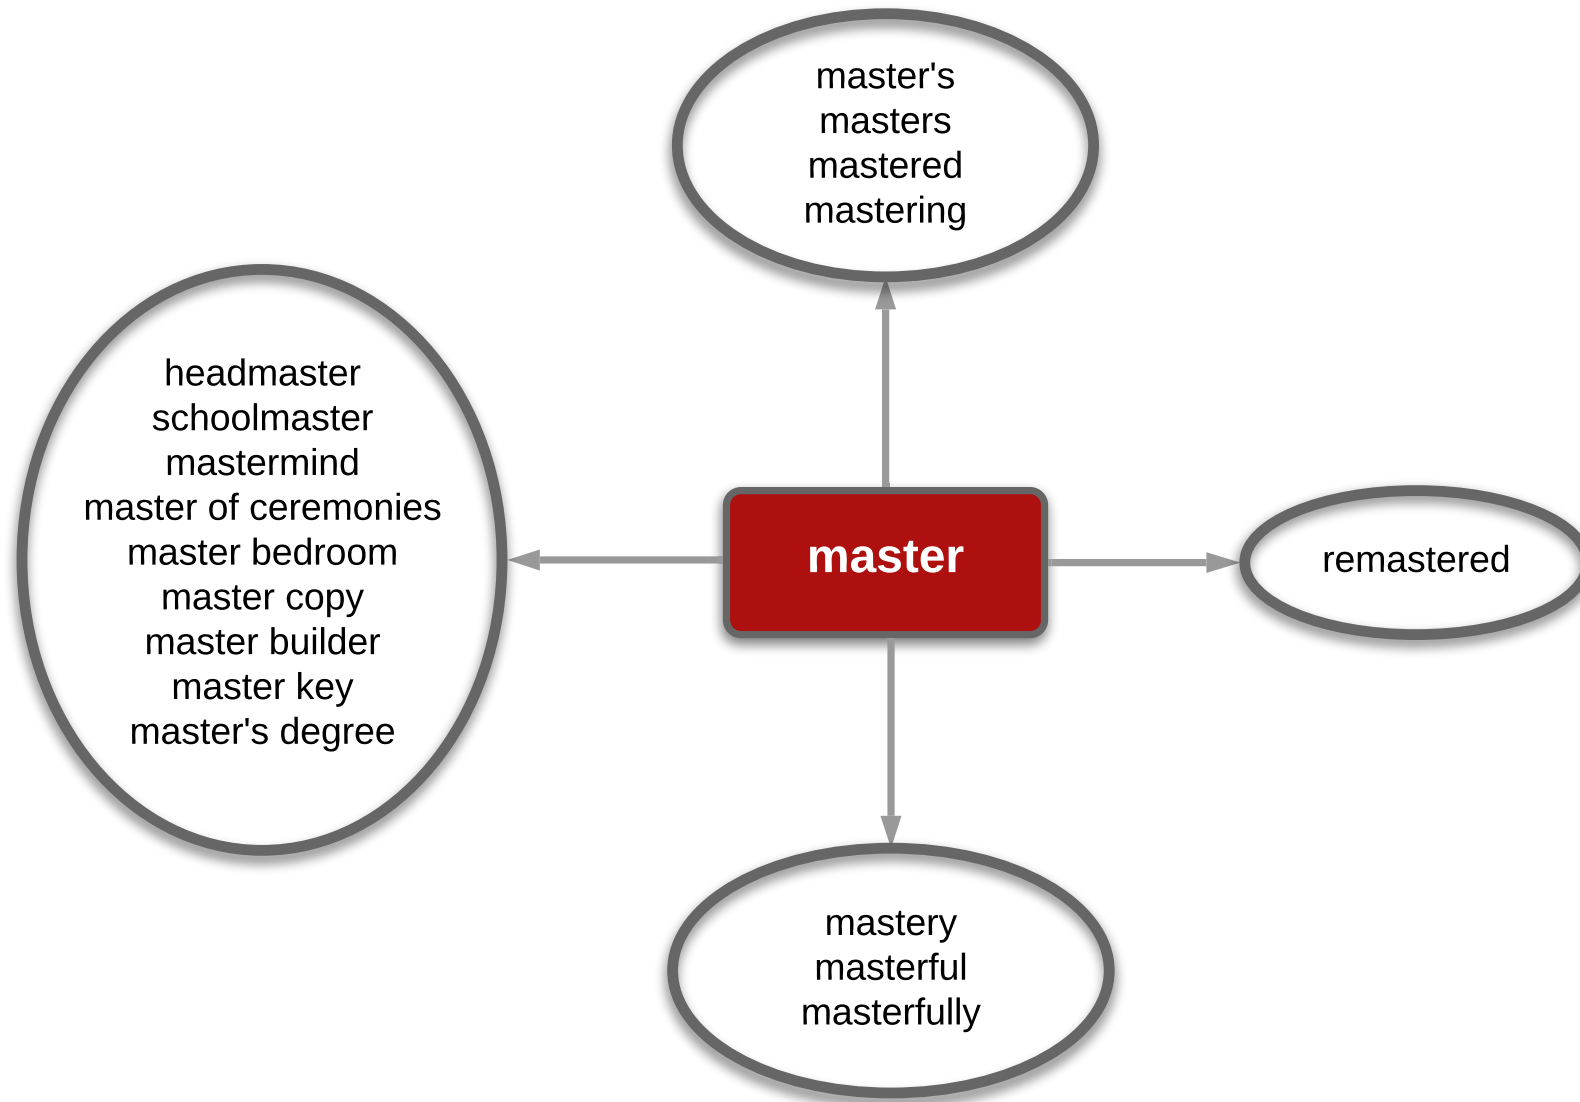 master's
masters
mastered
mastering
headmaster
schoolmaster
mastermind
master of ceremonies
master bedroom
master copy
master builder
master key
master's degree
master
remastered
mastery
masterful
masterfully